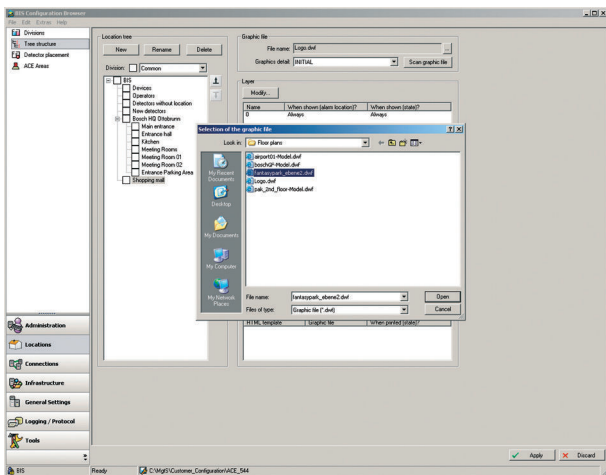 BIS Configuration Browser
File Edit Extras Help
Divisions
Tree structure
Detector placement
ACE Areas
Location tree
New Rename Delete
Division: Common
BIS
Devices
Operators
Detectors without location
New detectors
Bosch HQ Ottobrunn
Main entrance
Entrance hall
Kitchen
Meeting Rooms
Meeting Room 01
Meeting Room 02
Entrance Parking Area
Shopping mall
Graphic file
File name: Logo.dwf ...
Graphics detail: INITIAL Scan graphic file
Layer
Modify...
Name When shown (alarm location)? When shown (state)?
0 Always Always
Selection of the graphic file
Look in: Floor plans
My Recent Documents
Desktop
My Documents
My Computer
My Network Places
airport01-Model.dwf
fantasypark_ebene2.dwf
Logo.dwf
pak_2nd_floor-Model.dwf
File name: fantasypark_ebene2.dwf Open
Files of type: Graphic file (*.dwf) Cancel
HTML template Graphic file When printed (state)?
Administration
Locations
Connections
Infrastructure
General Settings
Logging / Protocol
Tools
Apply Discard
BIS Ready C:\MgtS\Customer_Configuration\ACE_544